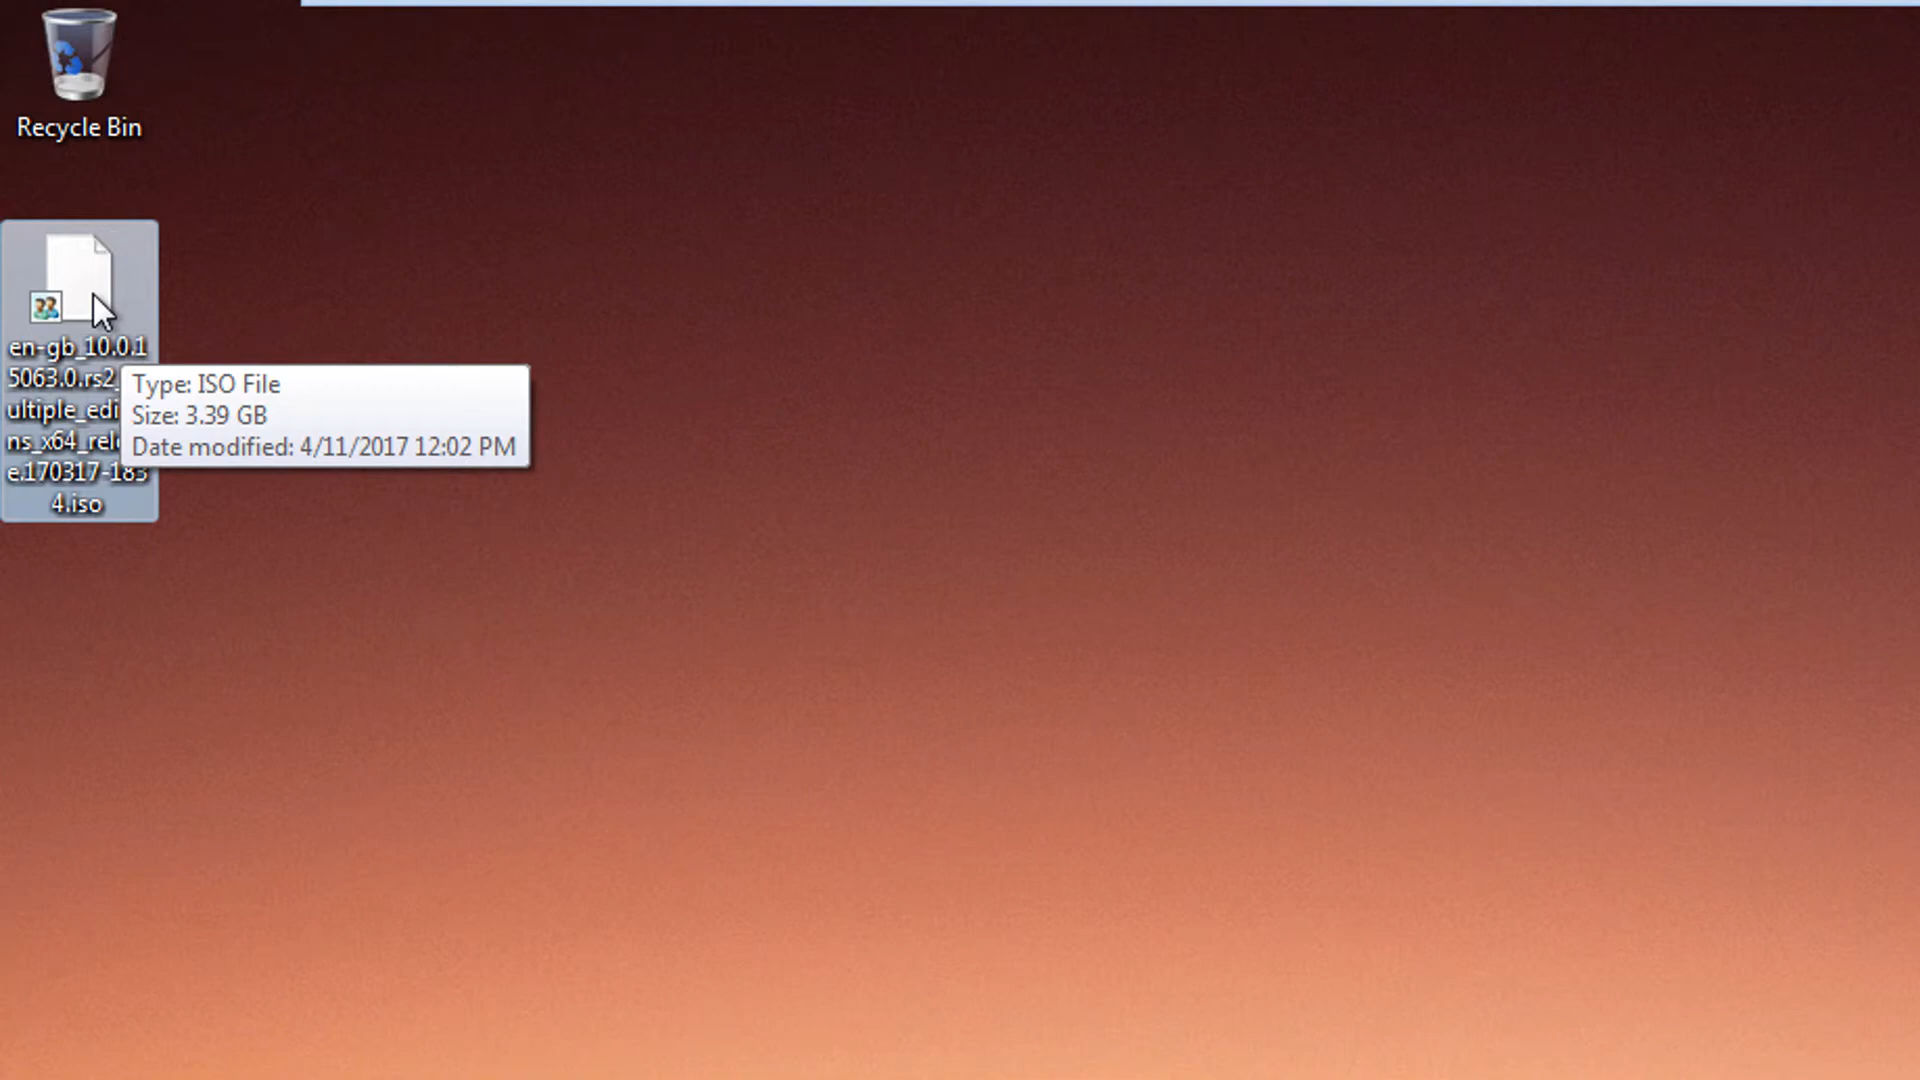 Recycle Bin
en-gb_10.0.1
5063.0.rs2_
ultiple_edi
ns_x64_rel
e.170317-183
4.iso
Type: ISO File
Size: 3.39 GB
Date modified: 4/11/2017 12:02 PM